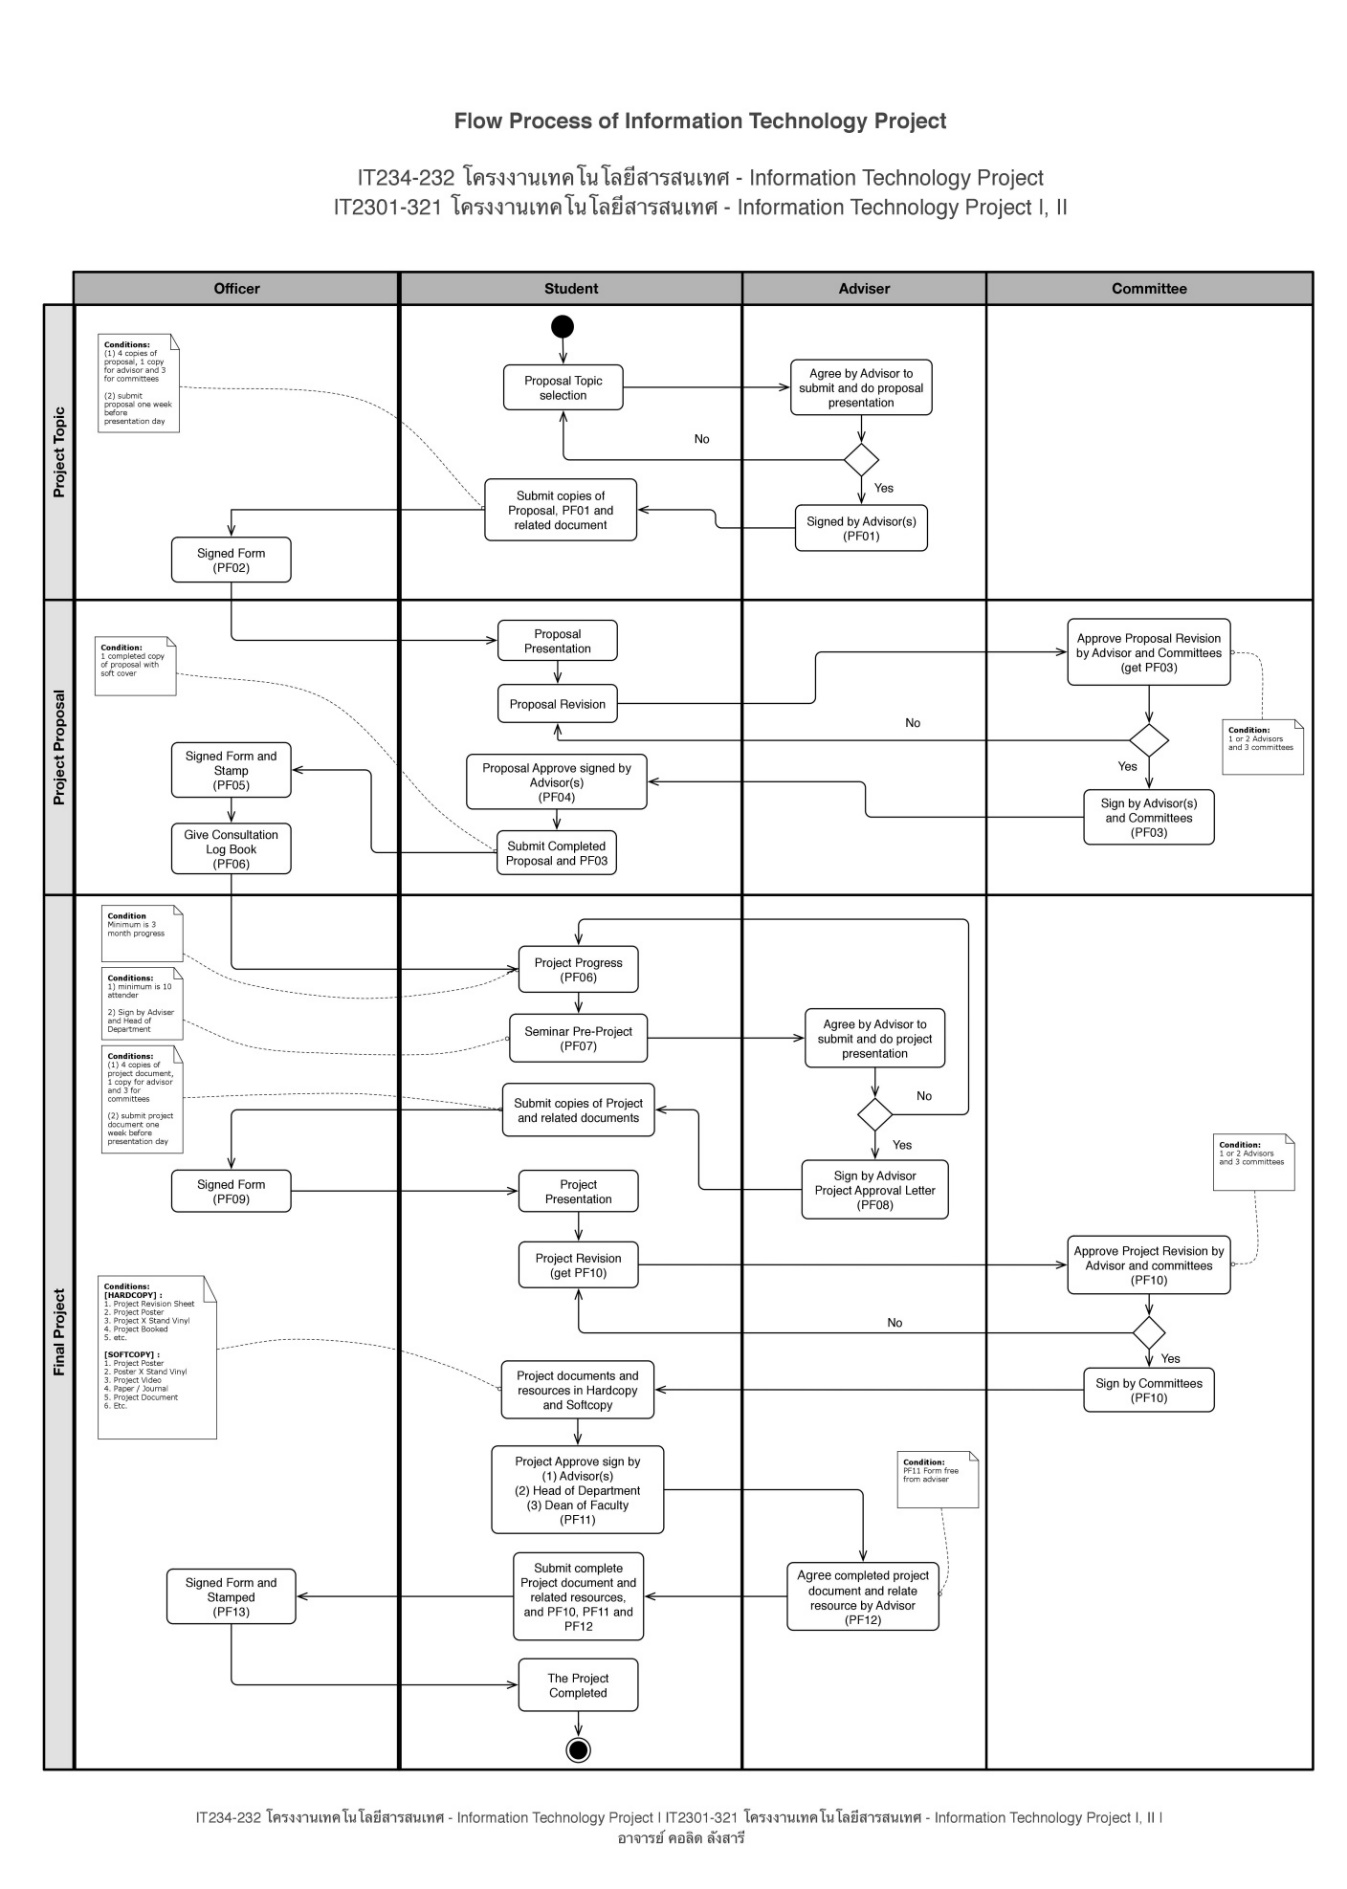 Flow Process of Information Technology Project
IT234-232 โครงงานเทคโนโลยีสารสนเทศ - Information Technology Project
IT2301-321 โครงงานเทคโนโลยีสารสนเทศ - Information Technology Project I, II
Officer
Student
Adviser
Committee
Project Topic
Conditions:
(1) 4 copies of
proposal, 1 copy
for advisor and 3
for committees
(2) submit
proposal one week
before
presentation day
Proposal Topic
selection
Agree by Advisor to
submit and do proposal
presentation
No
Yes
Submit copies of
Proposal, PF01 and
related document
Signed by Advisor(s)
(PF01)
Signed Form
(PF02)
Project Proposal
Condition:
1 completed copy
of proposal with
soft cover
Proposal
Presentation
Approve Proposal Revision
by Advisor and Committees
(get PF03)
Proposal Revision
No
Condition:
1 or 2 Advisors
and 3 committees
Yes
Signed Form and
Stamp
(PF05)
Proposal Approve signed by
Advisor(s)
(PF04)
Sign by Advisor(s)
and Committees
(PF03)
Give Consultation
Log Book
(PF06)
Submit Completed
Proposal and PF03
Final Project
Condition
Minimum is 3
month progress
Project Progress
(PF06)
Conditions:
1) minimum is 10
attender
2) Sign by Adviser
and Head of
Department
Seminar Pre-Project
(PF07)
Agree by Advisor to
submit and do project
presentation
Conditions:
(1) 4 copies of
project document,
1 copy for advisor
and 3 for
committees
(2) submit project
document one
week before
presentation day
Submit copies of Project
and related documents
No
Yes
Condition:
1 or 2 Advisors
and 3 committees
Signed Form
(PF09)
Project
Presentation
Sign by Advisor
Project Approval Letter
(PF08)
Project Revision
(get PF10)
Approve Project Revision by
Advisor and committees
(PF10)
Conditions:
[HARDCOPY] :
1. Project Revision Sheet
2. Project Poster
3. Project X Stand Vinyl
4. Project Booked
5. etc.
[SOFTCOPY] :
1. Project Poster
2. Poster X Stand Vinyl
3. Project Video
4. Paper / Journal
5. Project Document
6. Etc.
No
Yes
Project documents and
resources in Hardcopy
and Softcopy
Sign by Committees
(PF10)
Project Approve sign by
(1) Advisor(s)
(2) Head of Department
(3) Dean of Faculty
(PF11)
Condition:
PF11 Form free
from adviser
Signed Form and
Stamped
(PF13)
Submit complete
Project document and
related resources,
and PF10, PF11 and
PF12
Agree completed project
document and relate
resource by Advisor
(PF12)
The Project
Completed
IT234-232 โครงงานเทคโนโลยีสารสนเทศ - Information Technology Project | IT2301-321 โครงงานเทคโนโลยีสารสนเทศ - Information Technology Project I, II |
อาจารย์ คอลิด ลังสารี